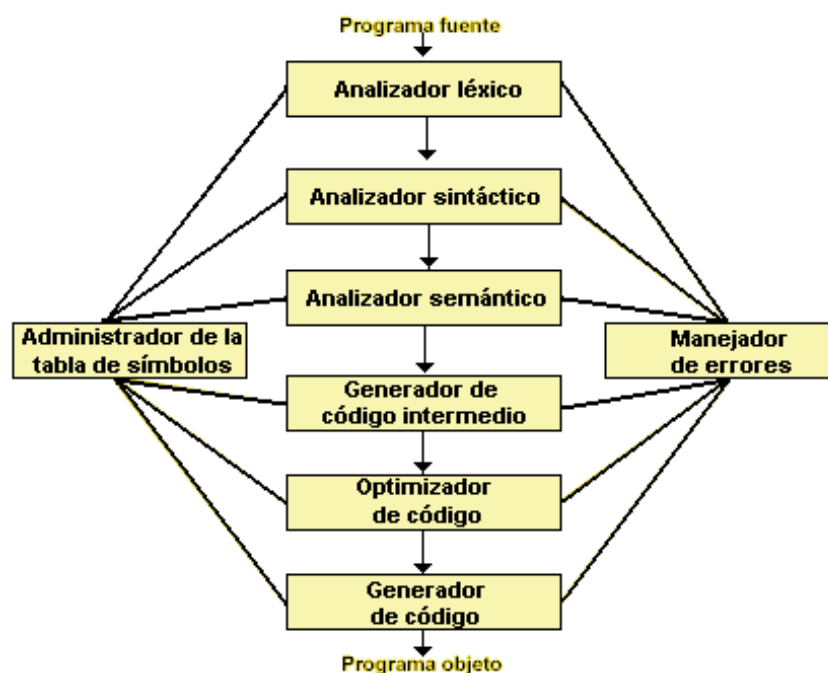 Programa fuente
Analizador léxico
Analizador sintáctico
Analizador semántico
Administrador de la
tabla de símbolos
Manejador
de errores
Generador de
código intermedio
Optimizador
de código
Generador
de código
Programa objeto